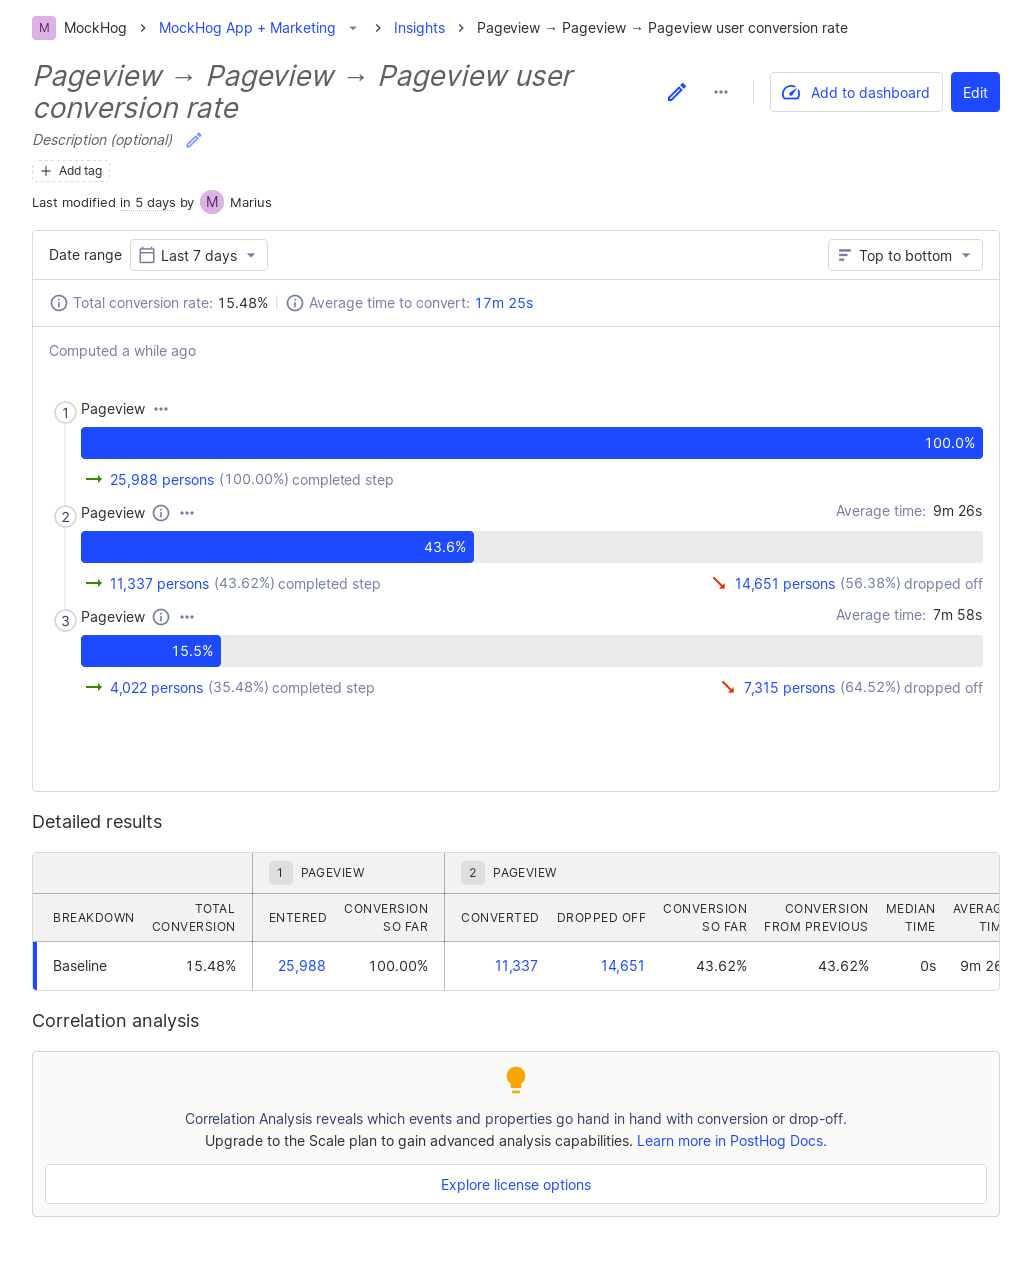 M MockHog MockHog App + Marketing Insights Pageview → Pageview → Pageview user conversion rate
Pageview → Pageview → Pageview user
conversion rate
Add to dashboard Edit
Description (optional)
Add tag
Last modified in 5 days by M Marius
Date range Last 7 days Top to bottom
Total conversion rate: 15.48% Average time to convert: 17m 25s
Computed a while ago
1 Pageview
100.0%
25,988 persons (100.00%) completed step
2 Pageview Average time: 9m 26s
43.6%
11,337 persons (43.62%) completed step 14,651 persons (56.38%) dropped off
3 Pageview Average time: 7m 58s
15.5%
4,022 persons (35.48%) completed step 7,315 persons (64.52%) dropped off
Detailed results
1 PAGEVIEW 2 PAGEVIEW
BREAKDOWN TOTAL CONVERSION ENTERED CONVERSION SO FAR CONVERTED DROPPED OFF CONVERSION SO FAR CONVERSION FROM PREVIOUS MEDIAN TIME
Baseline 15.48% 25,988 100.00% 11,337 14,651 43.62% 43.62% 0s 9m 26
Correlation analysis
Correlation Analysis reveals which events and properties go hand in hand with conversion or drop-off.
Upgrade to the Scale plan to gain advanced analysis capabilities. Learn more in PostHog Docs.
Explore license options